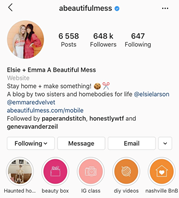 abeautifulmess
6 558
648 k
647
Posts
Followers
Following
Elsie + Emma A Beautiful Mess
Website
Stay home + make something!
A blog by two sisters and homebodies for life @elsielarson
@emmaredvelvet
abeautifulmess.com/mobile
Followed by paperandstitch, honestlywtf and
genevavanderzeil
Following
Message
Email
Haunted ho...
beauty box
IG class
diy videos
nashville BnB